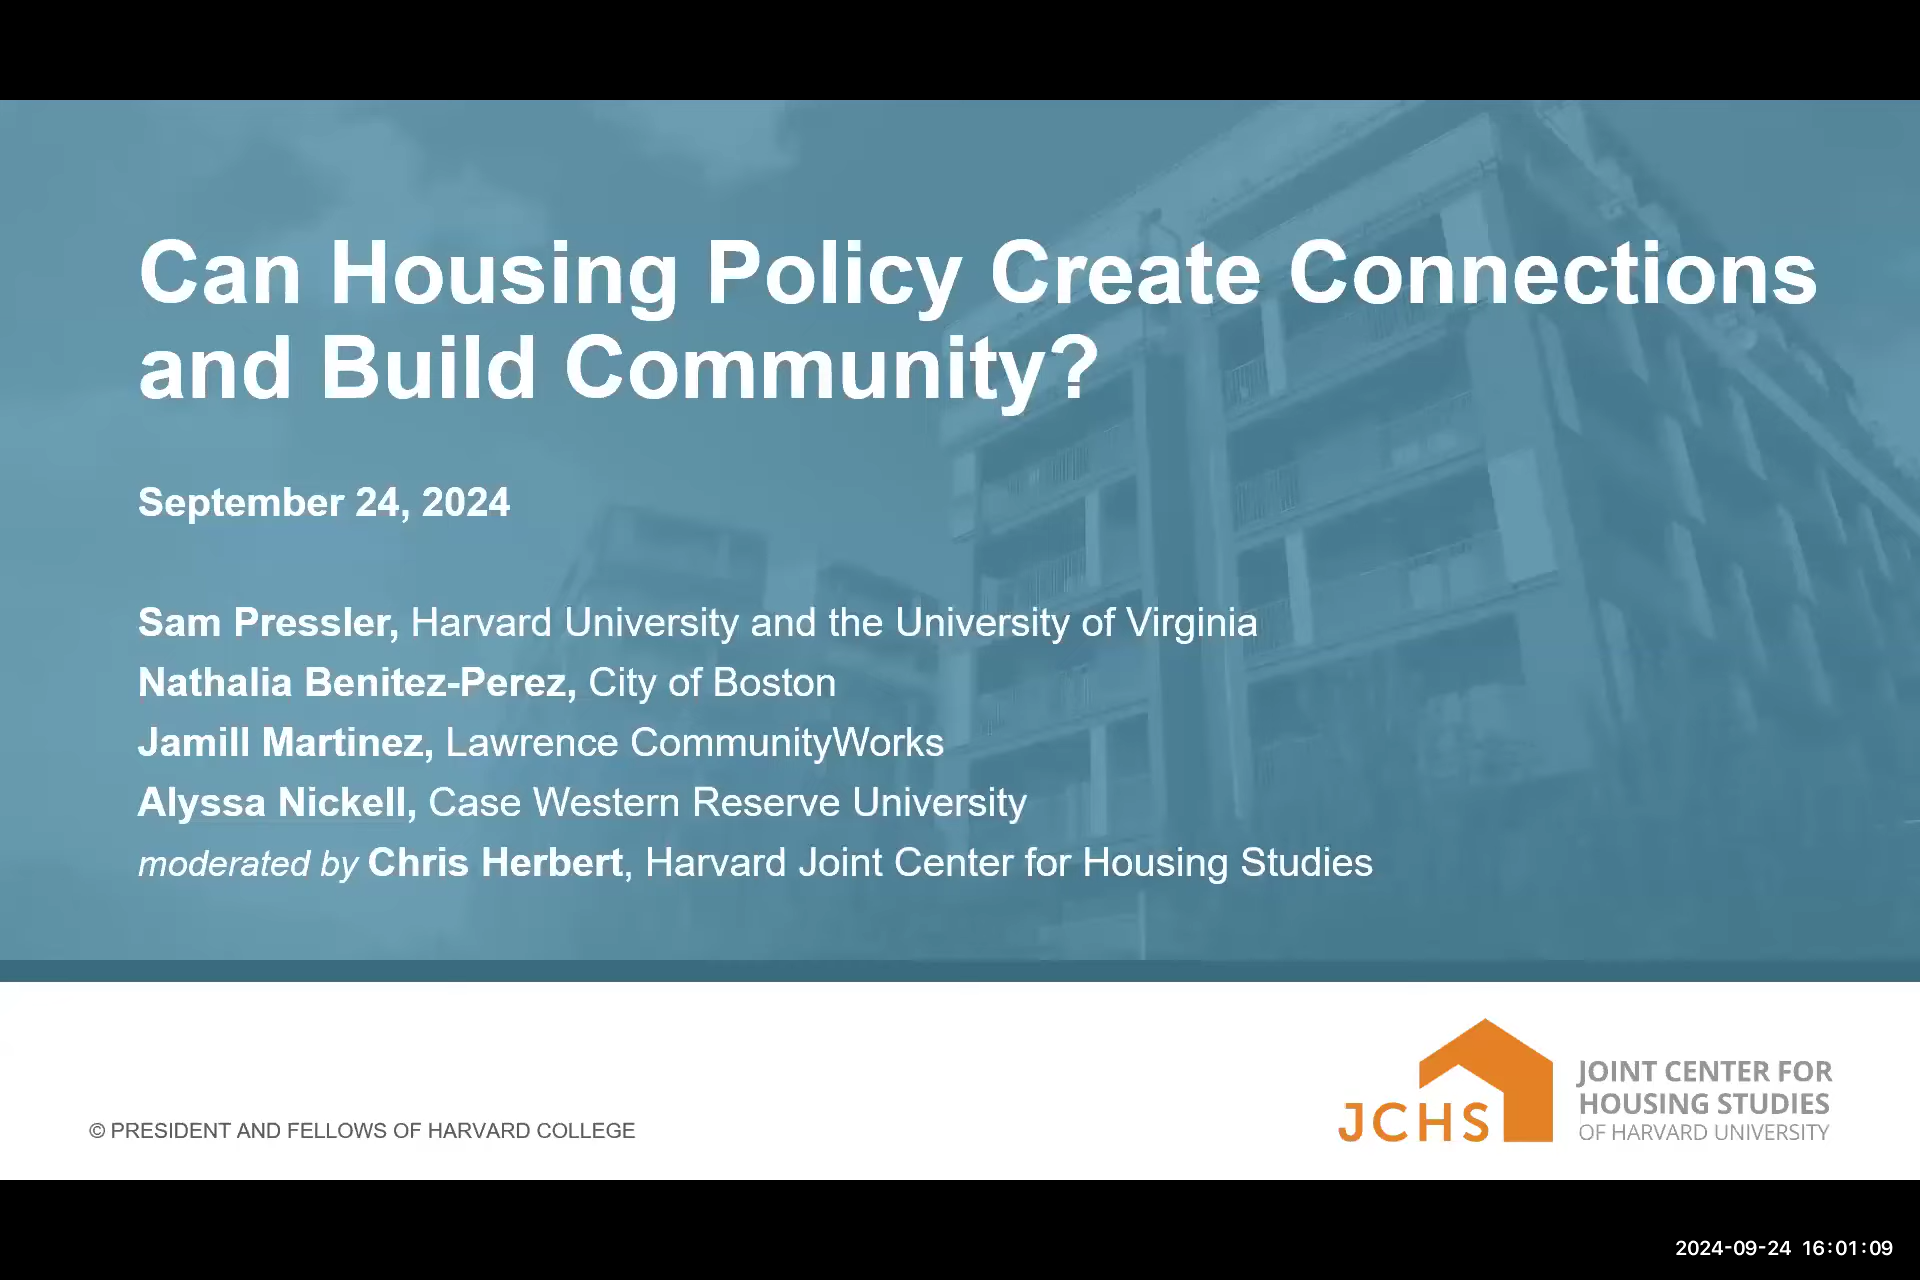 Can Housing Policy Create Connections
and Build Community?
September 24, 2024
Sam Pressler, Harvard University and the University of Virginia
Nathalia Benitez-Perez, City of Boston
Jamill Martinez, Lawrence CommunityWorks
Alyssa Nickell, Case Western Reserve University
moderated by Chris Herbert, Harvard Joint Center for Housing Studies
© PRESIDENT AND FELLOWS OF HARVARD COLLEGE
JCHS
JOINT CENTER FOR
HOUSING STUDIES
OF HARVARD UNIVERSITY
2024-09-24 16:01:09